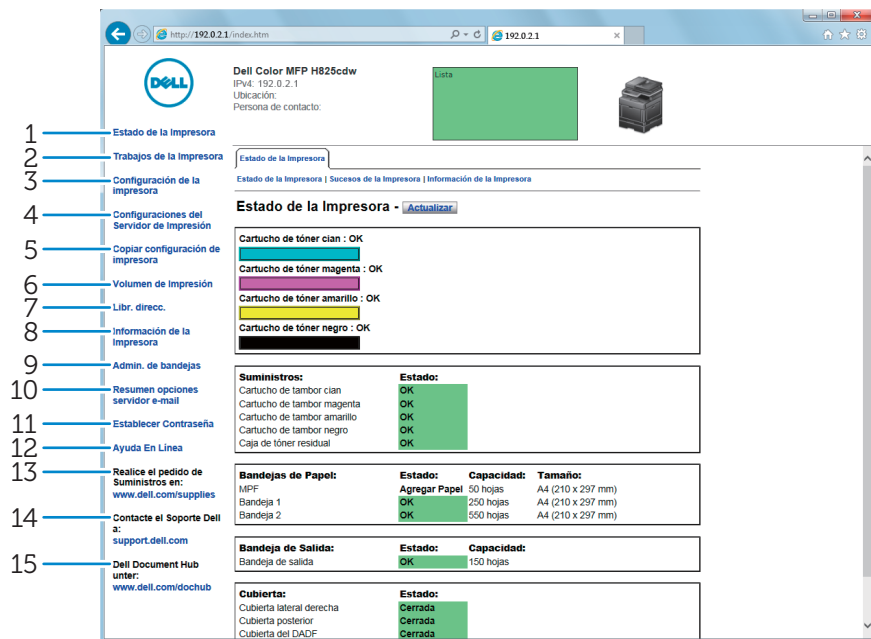 http://192.0.2.1/index.htm
192.0.2.1
DELL
Dell Color MFP H825cdw
IPv4: 192.0.2.1
Ubicación:
Persona de contacto:
Lista
1 Estado de la Impresora
2 Trabajos de la Impresora
3 Configuración de la
impresora
4 Configuraciones del
Servidor de Impresión
5 Copiar configuración de
impresora
6 Volumen de Impresión
7 Libr. direcc.
8 Información de la
Impresora
9 Admin. de bandejas
10 Resumen opciones
servidor e-mail
11 Establecer Contraseña
12 Ayuda En Línea
13 Realice el pedido de
Suministros en:
www.dell.com/supplies
14 Contacte el Soporte Dell
a:
support.dell.com
15 Dell Document Hub
unter:
www.dell.com/dochub
Estado de la Impresora
Estado de la Impresora | Sucesos de la Impresora | Información de la Impresora
Estado de la Impresora - Actualizar
Cartucho de tóner cian : OK
Cartucho de tóner magenta : OK
Cartucho de tóner amarillo : OK
Cartucho de tóner negro : OK
Suministros: Estado:
Cartucho de tambor cian OK
Cartucho de tambor magenta OK
Cartucho de tambor amarillo OK
Cartucho de tambor negro OK
Caja de tóner residual OK
Bandejas de Papel: Estado: Capacidad: Tamaño:
MPF Agregar Papel 50 hojas A4 (210 x 297 mm)
Bandeja 1 OK 250 hojas A4 (210 x 297 mm)
Bandeja 2 OK 550 hojas A4 (210 x 297 mm)
Bandeja de Salida: Estado: Capacidad:
Bandeja de salida OK 150 hojas
Cubierta: Estado:
Cubierta lateral derecha Cerrada
Cubierta posterior Cerrada
Cubierta del DADF Cerrada